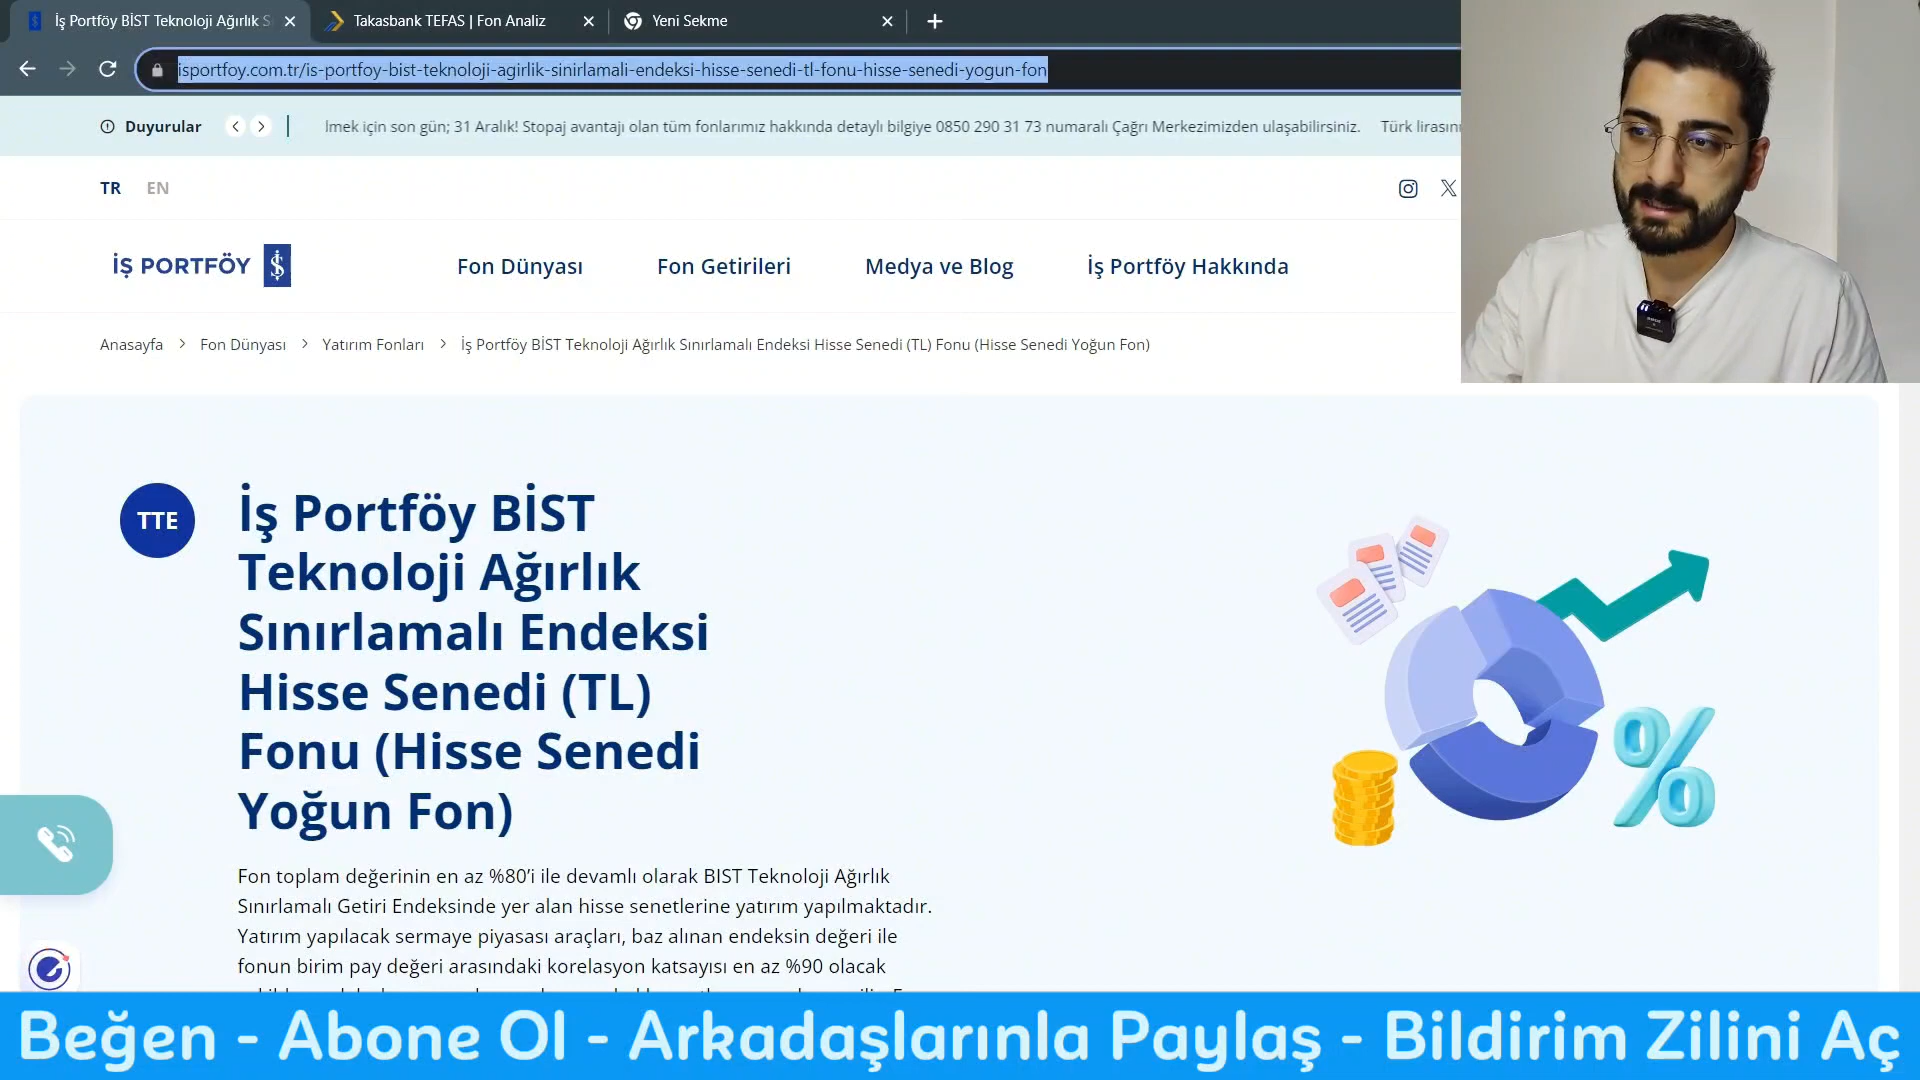 İş Portföy BİST Teknoloji Ağırlık S
Takasbank TEFAS | Fon Analiz
Yeni Sekme
isportfoy.com.tr/is-portfoy-bist-teknoloji-agirlik-sinirlamali-endeksi-hisse-senedi-tl-fonu-hisse-senedi-yogun-fon
Duyurular
lmek için son gün; 31 Aralık! Stopaj avantajı olan tüm fonlarımız hakkında detaylı bilgiye 0850 290 31 73 numaralı Çağrı Merkezimizden ulaşabilirsiniz. Türk lirasın
TR EN
İŞ PORTFÖY
Fon Dünyası
Fon Getirileri
Medya ve Blog
İş Portföy Hakkında
Anasayfa > Fon Dünyası > Yatırım Fonları > İş Portföy BİST Teknoloji Ağırlık Sınırlamalı Endeksi Hisse Senedi (TL) Fonu (Hisse Senedi Yoğun Fon)
TTE
İş Portföy BİST
Teknoloji Ağırlık
Sınırlamalı Endeksi
Hisse Senedi (TL)
Fonu (Hisse Senedi
Yoğun Fon)
Fon toplam değerinin en az %80’i ile devamlı olarak BIST Teknoloji Ağırlık
Sınırlamalı Getiri Endeksinde yer alan hisse senetlerine yatırım yapılmaktadır.
Yatırım yapılacak sermaye piyasası araçları, baz alınan endeksin değeri ile
fonun birim pay değeri arasındaki korelasyon katsayısı en az %90 olacak
%
Beğen - Abone Ol - Arkadaşlarınla Paylaş - Bildirim Zilini Aç